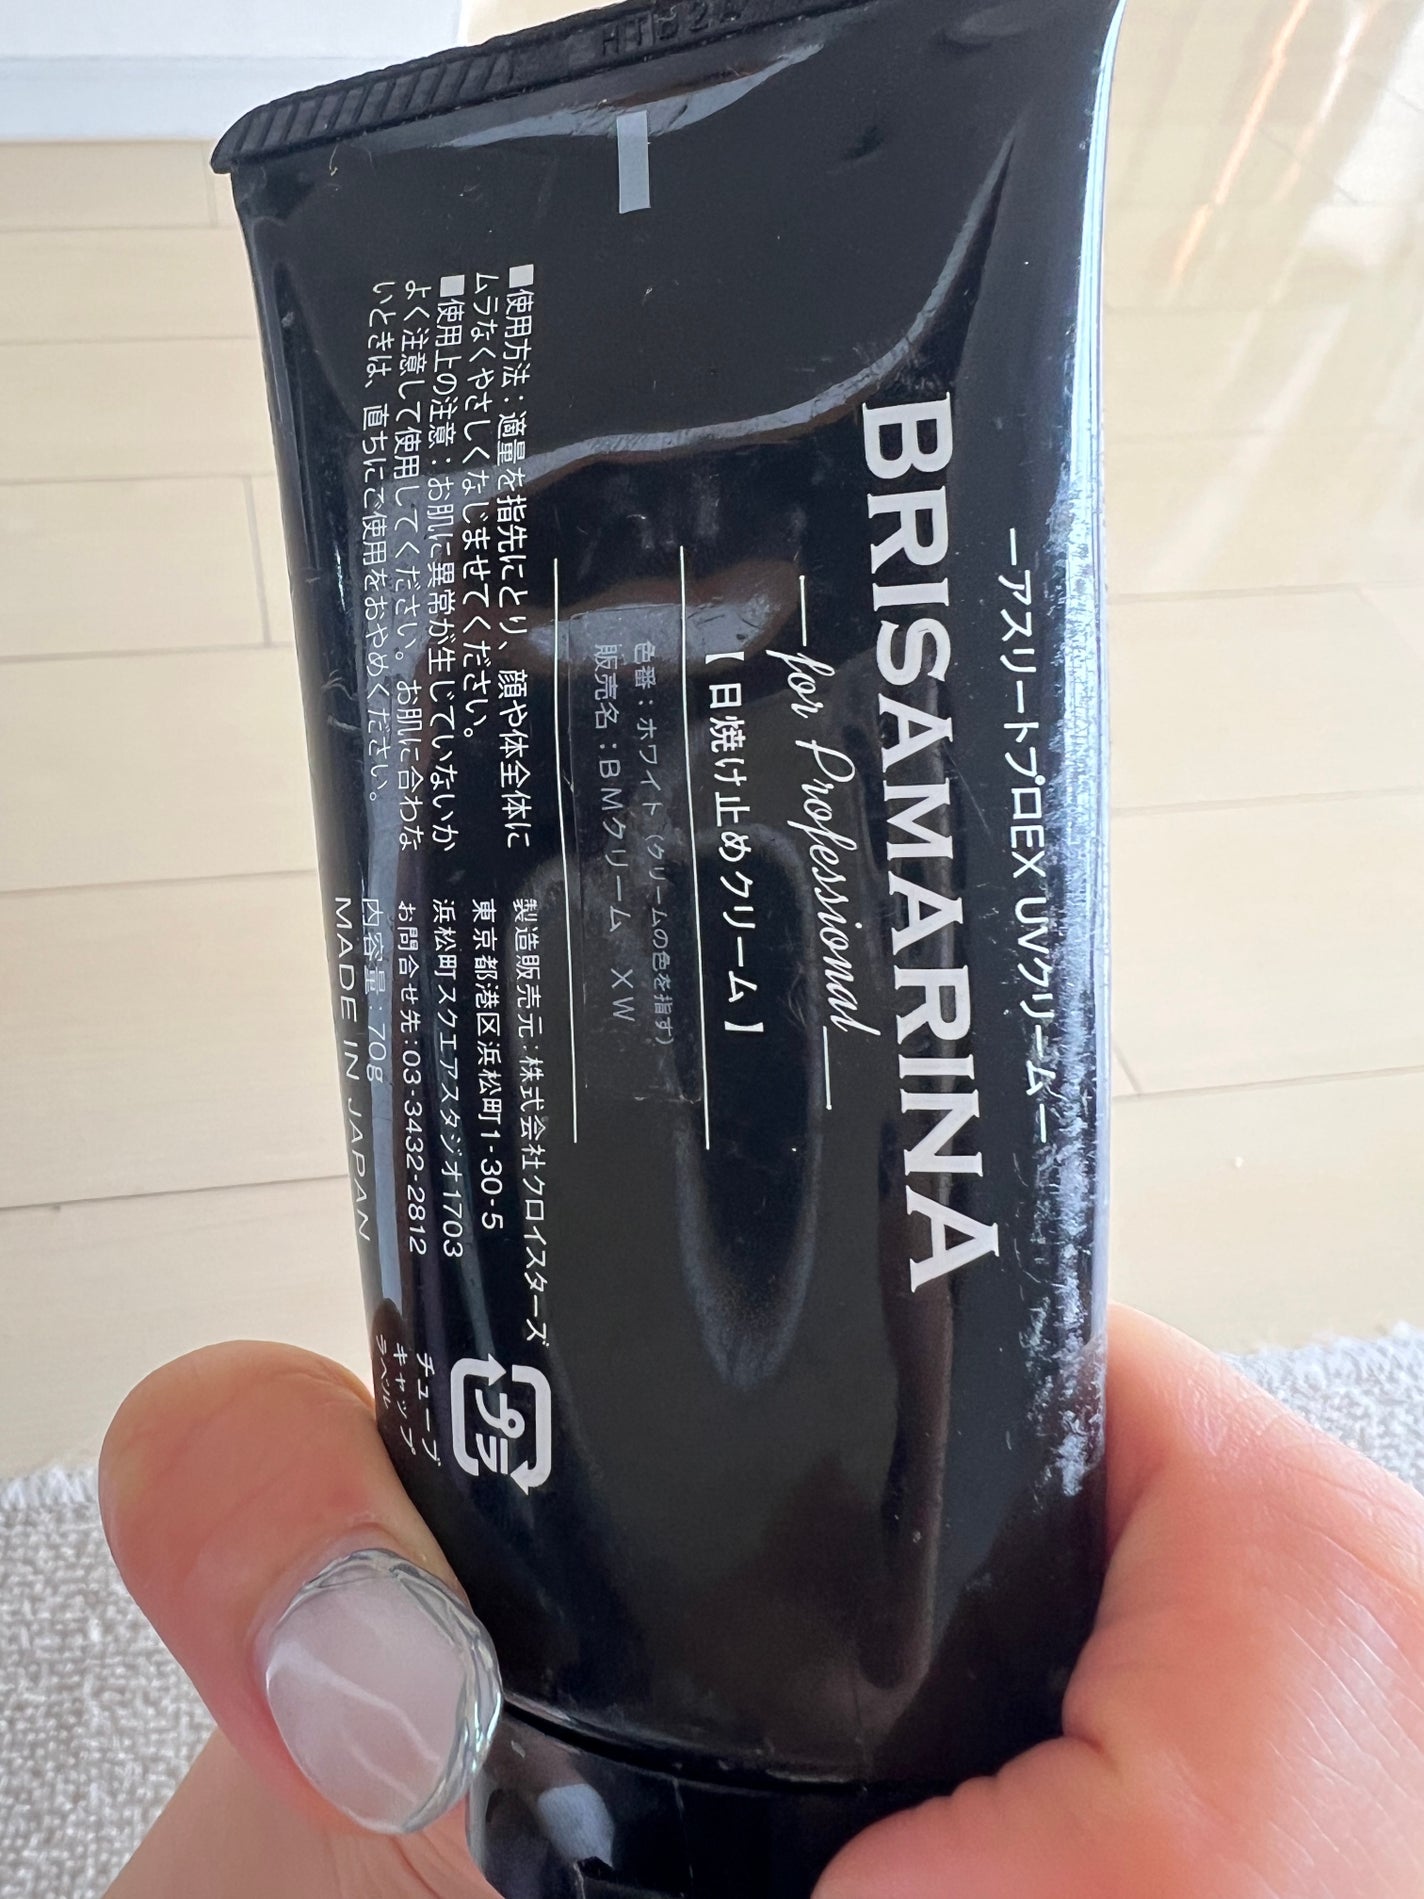 ーアスリートプロEX UVクリームー
BRISAMARINA
for Professional
【日焼け止めクリーム】
色番：ホワイト（クリームの色を指す）
販売名：BMクリーム XW
■使用方法：適量を指先にとり、顔や体全体に
ムラなくやさしくなじませてください。
■使用上の注意：お肌に異常が生じていないか
よく注意して使用してください。お肌に合わな
いときは、直ちにご使用をおやめください。
製造販売元：株式会社クロイスターズ
東京都港区浜松町1-30-5
浜松町スクエアスタジオ1703
お問合せ先：03-3432-2812
内容量：70g
MADE IN JAPAN
プラ
チューブ
キャップ
ラベル